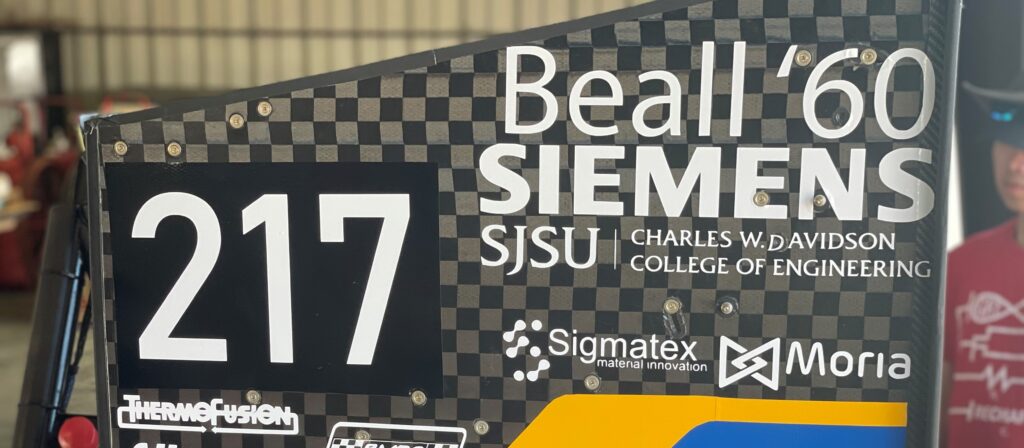 Beall '60
SIEMENS
SJSU | CHARLES W. DAVIDSON
COLLEGE OF ENGINEERING
217
Sigmatex
material innovation
Moria
THERMOFUSION